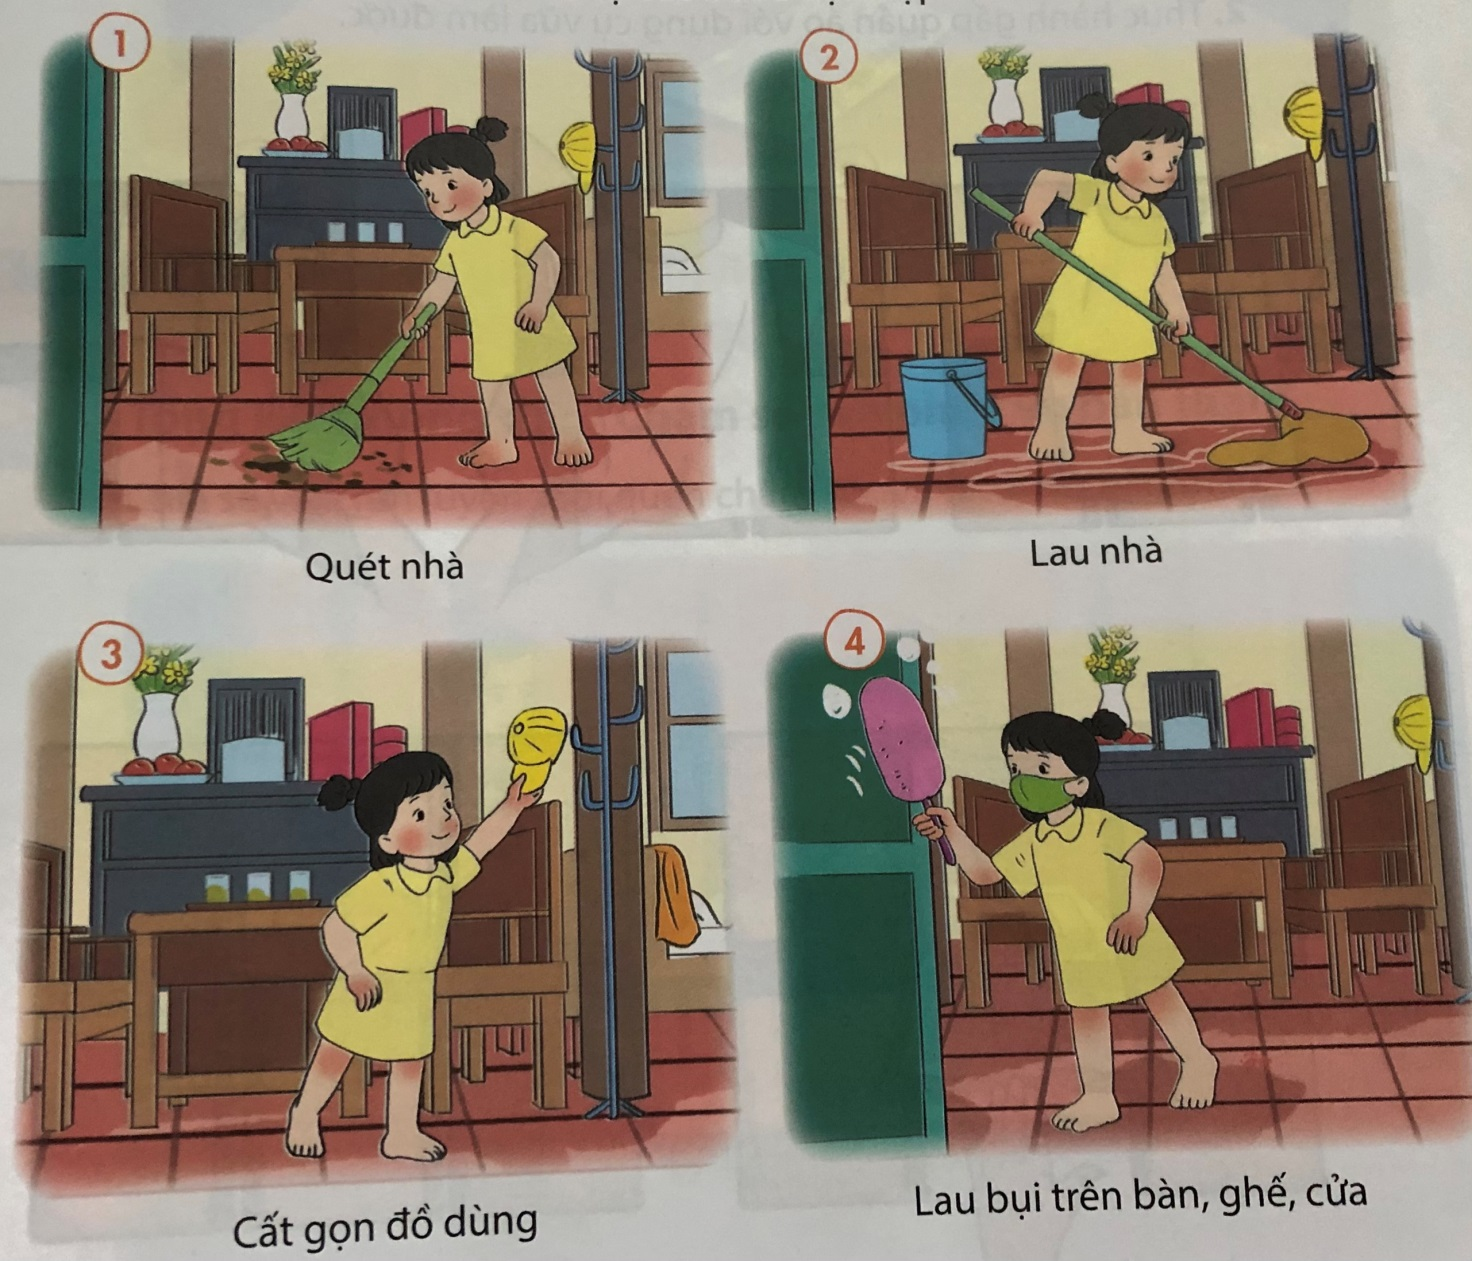 1
2
Quét nhà
Lau nhà
3
4
Cất gọn đồ dùng
Lau bụi trên bàn, ghế, cửa